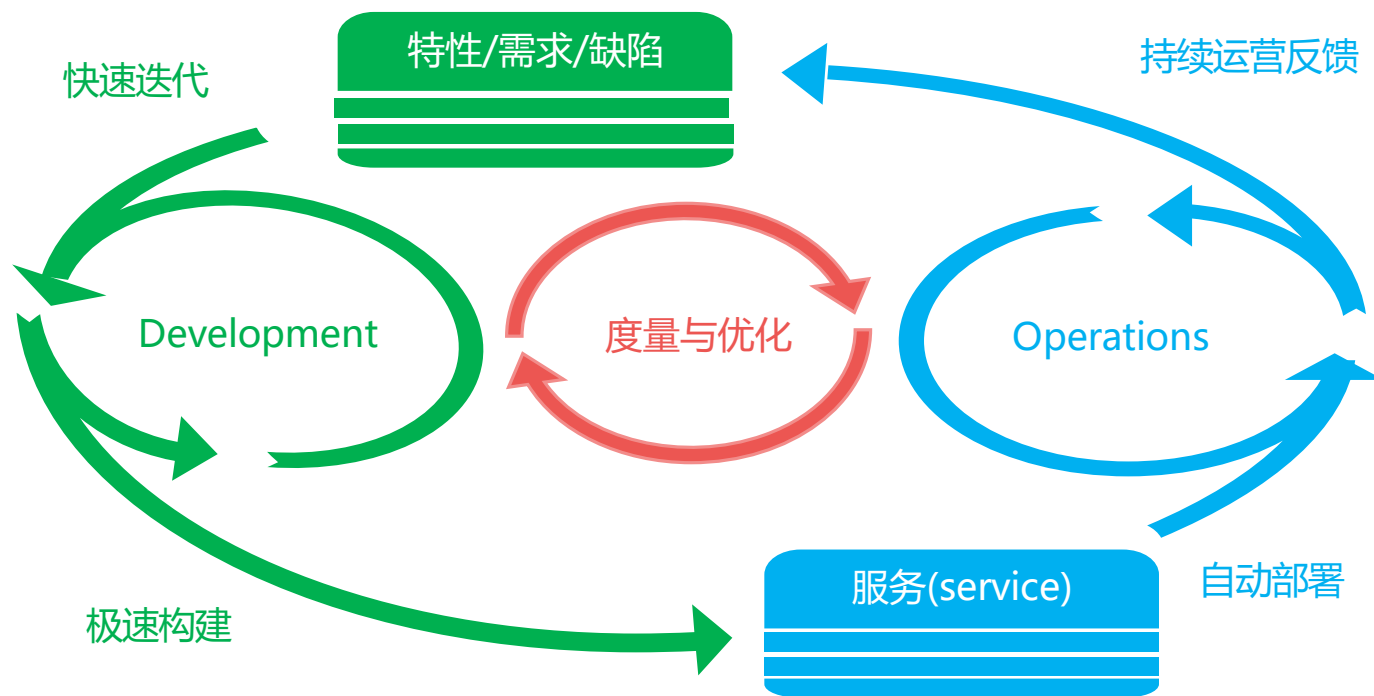 特性/需求/缺陷
快速迭代
持续运营反馈
Development
度量与优化
Operations
服务(service)
自动部署
极速构建